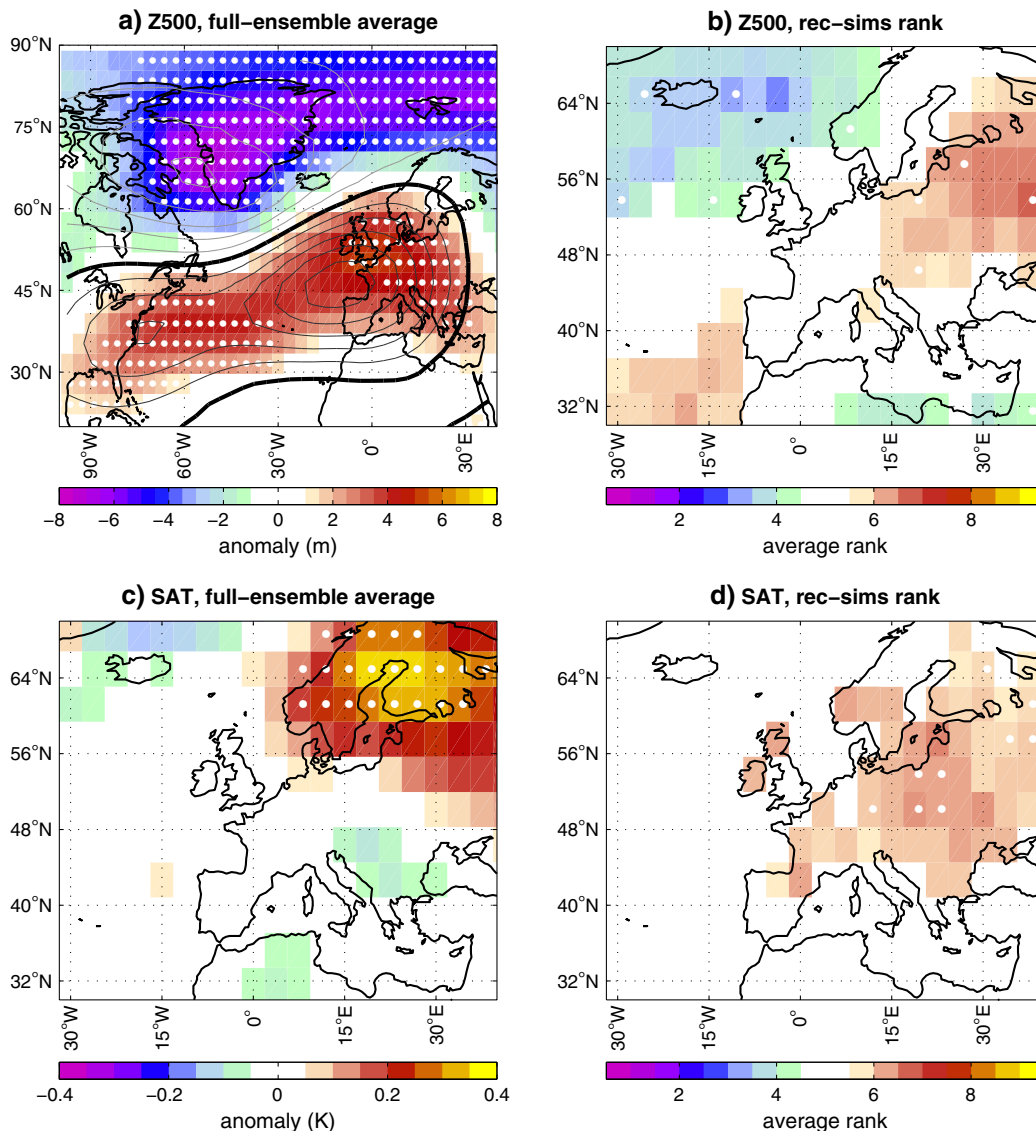 a) Z500, full−ensemble average
90°N
75°N
60°N
45°N
30°N
90°W
60°W
30°W
0°
30°E
−8 −6 −4 −2 0 2 4 6 8
anomaly (m)
b) Z500, rec−sims rank
64°N
56°N
48°N
40°N
32°N
30°W
15°W
0°
15°E
30°E
2 4 6 8
average rank
c) SAT, full−ensemble average
64°N
56°N
48°N
40°N
32°N
30°W
15°W
0°
15°E
30°E
−0.4 −0.2 0 0.2 0.4
anomaly (K)
d) SAT, rec−sims rank
64°N
56°N
48°N
40°N
32°N
30°W
15°W
0°
15°E
30°E
2 4 6 8
average rank